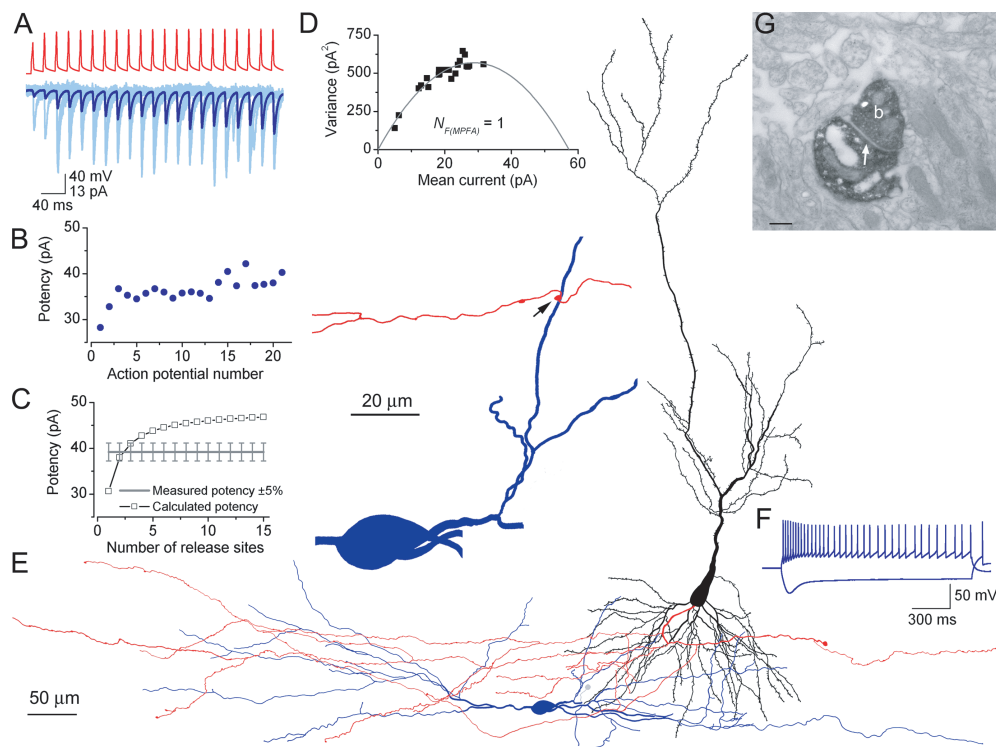 A
40 mV
13 pA
40 ms
B
Potency (pA)
50
40
30
0
5
10
15
20
Action potential number
C
Potency (pA)
50
40
30
Measured potency ±5%
Calculated potency
0
5
10
15
Number of release sites
D
Variance (pA²)
750
500
250
0
N F(MPFA) = 1
0
20
40
60
Mean current (pA)
20 µm
E
50 µm
F
50 mV
300 ms
G
b